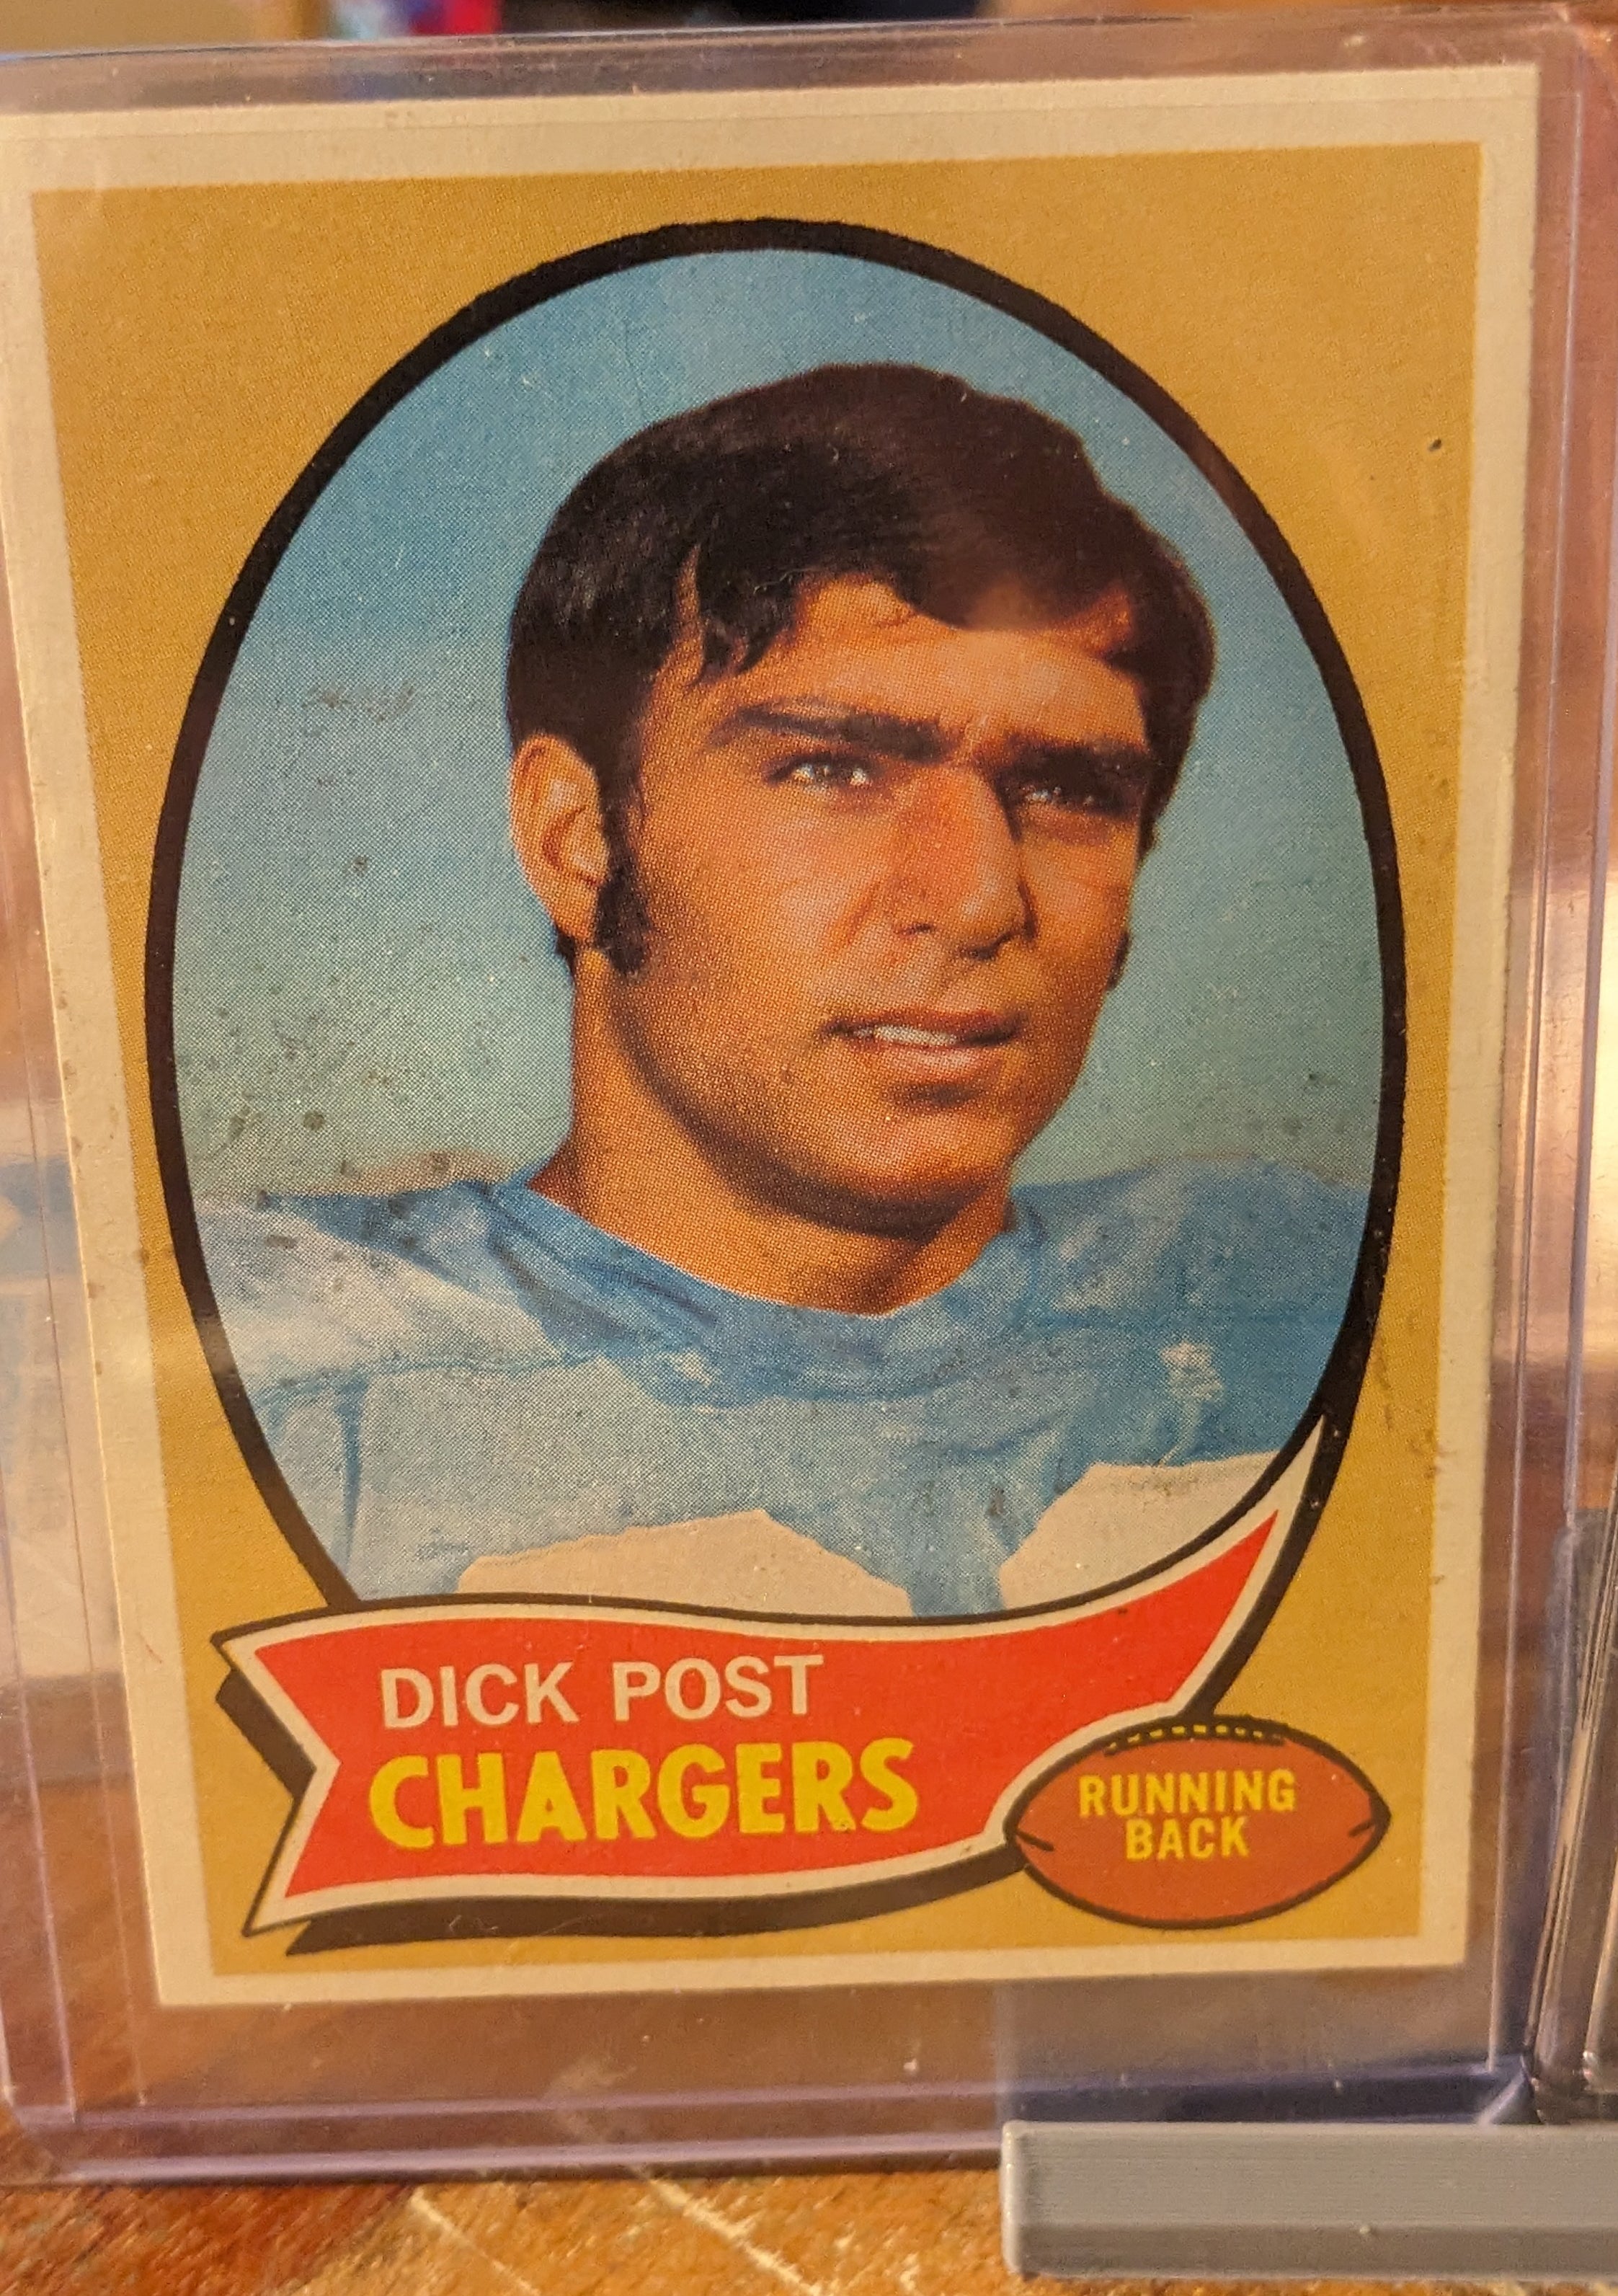 DICK POST
CHARGERS
RUNNING
BACK